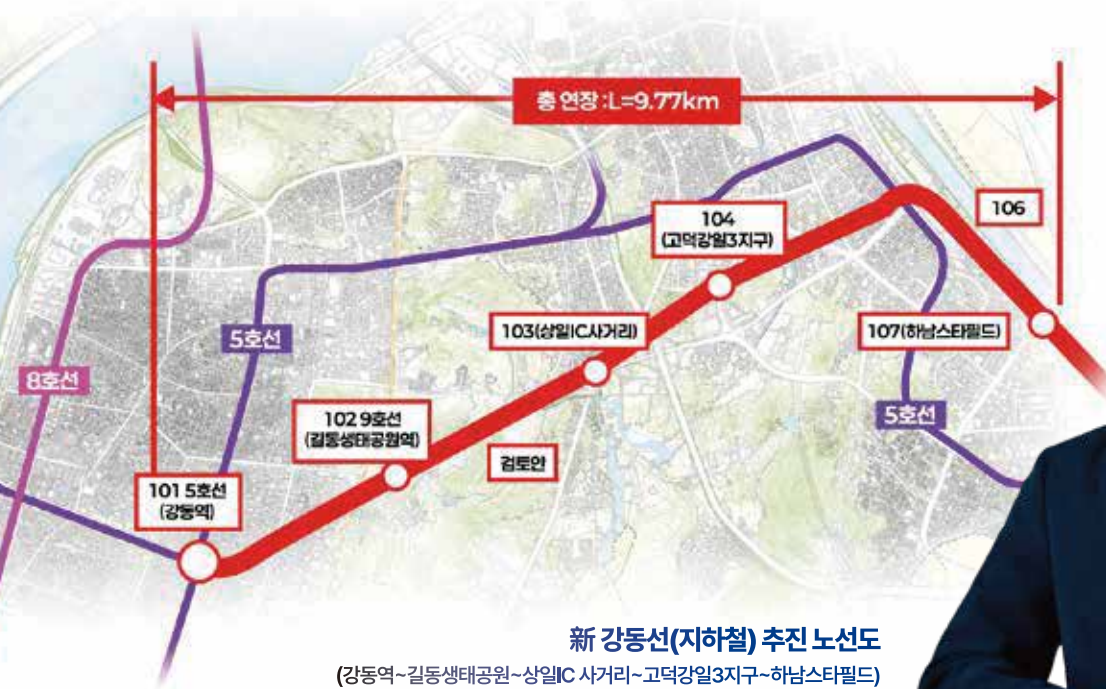 총 연장 :L=9.77km
106
104
(고덕강일3지구)
103(상일IC사거리)
107(하남스타필드)
5호선
8호선
5호선
102 9호선
(길동생태공원역)
검토안
101 5호선
(강동역)
新 강동선(지하철) 추진 노선도
(강동역~길동생태공원~상일IC 사거리~고덕강일3지구~하남스타필드)